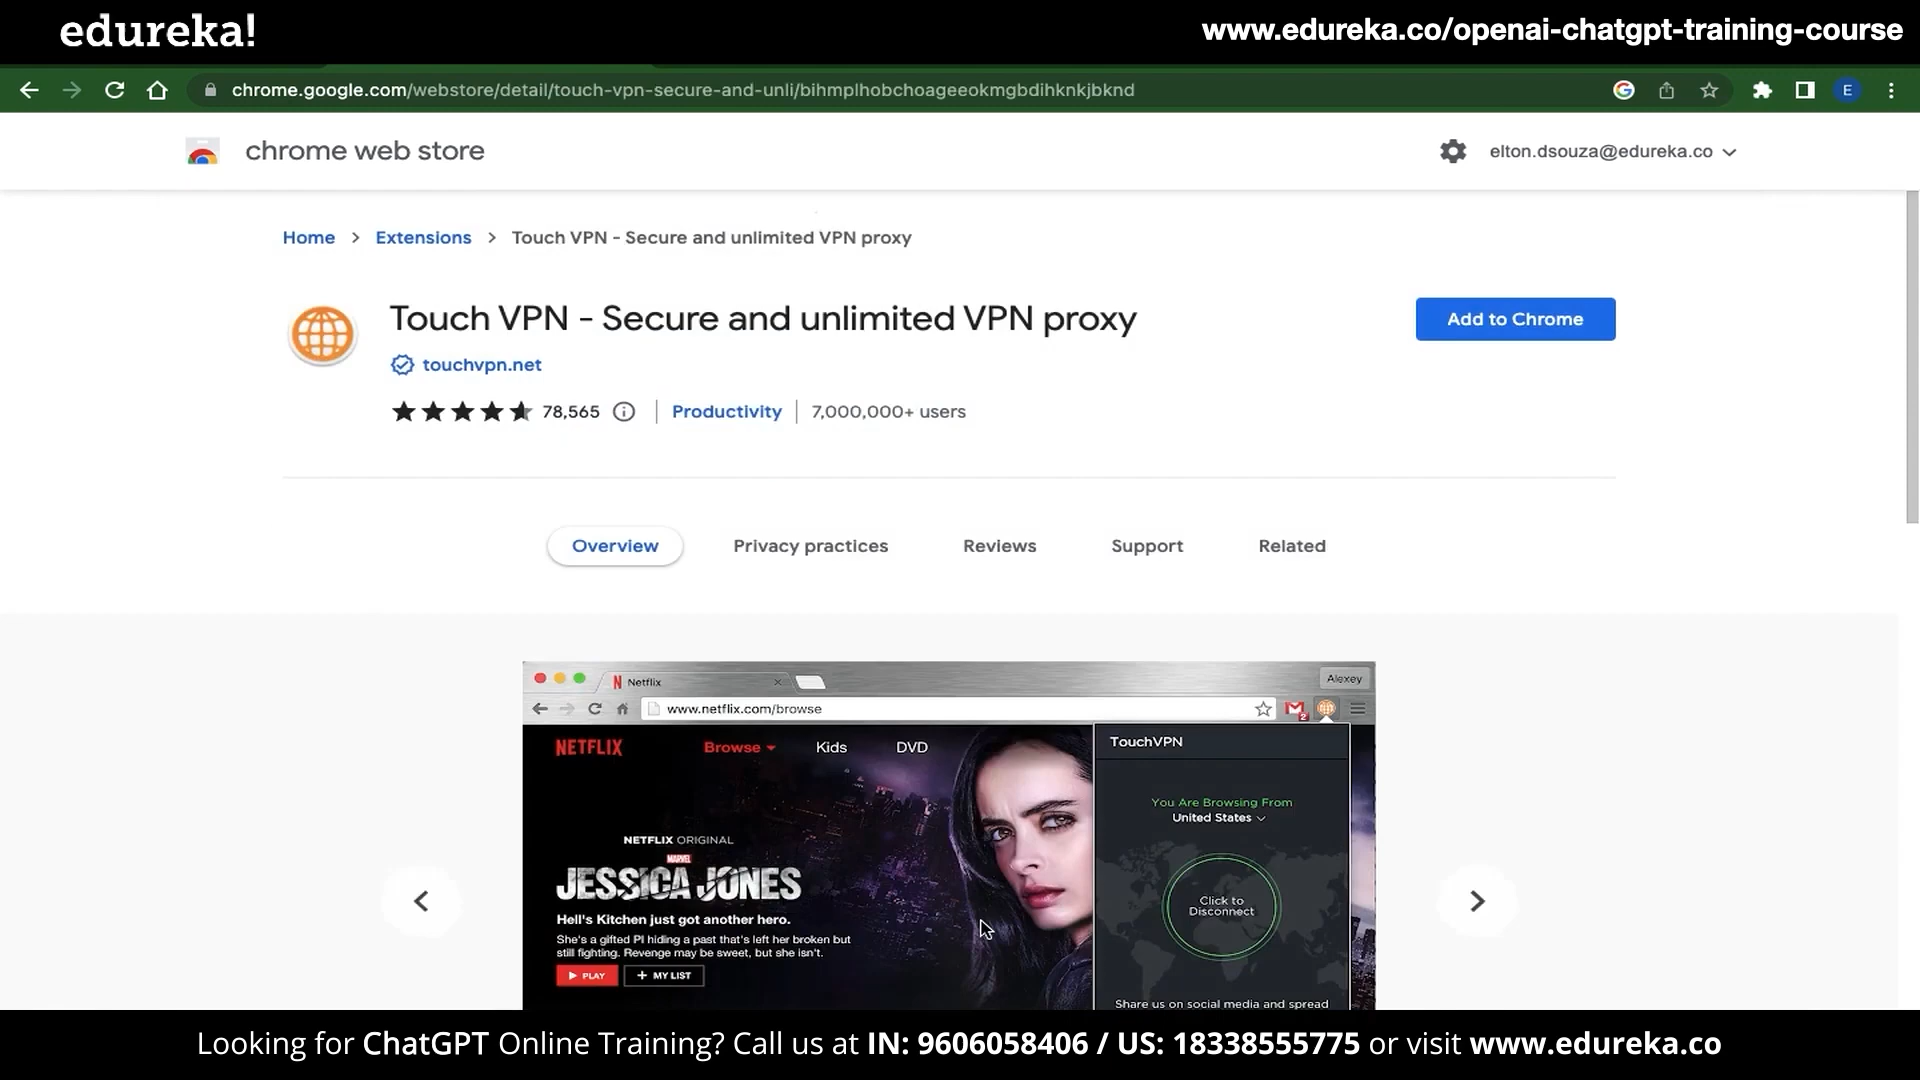 edureka!
www.edureka.co/openai-chatgpt-training-course
chrome.google.com/webstore/detail/touch-vpn-secure-and-unli/bihmplhobchoageeokmgbdihknkjbknd
E
chrome web store
elton.dsouza@edureka.co
Home > Extensions > Touch VPN - Secure and unlimited VPN proxy
Touch VPN - Secure and unlimited VPN proxy
Add to Chrome
touchvpn.net
78,565 | Productivity | 7,000,000+ users
Overview
Privacy practices
Reviews
Support
Related
Netflix
Alexey
www.netflix.com/browse
2
NETFLIX
Browse
Kids
DVD
TouchVPN
You Are Browsing From
United States
NETFLIX ORIGINAL
MARVEL
JESSICA JONES
Hell's Kitchen just got another hero.
She's a gifted PI hiding a past that's left her broken but
still fighting. Revenge may be sweet, but she isn't.
PLAY
+ MY LIST
Click to
Disconnect
Share us on social media and spread
Looking for ChatGPT Online Training? Call us at IN: 9606058406 / US: 18338555775 or visit www.edureka.co